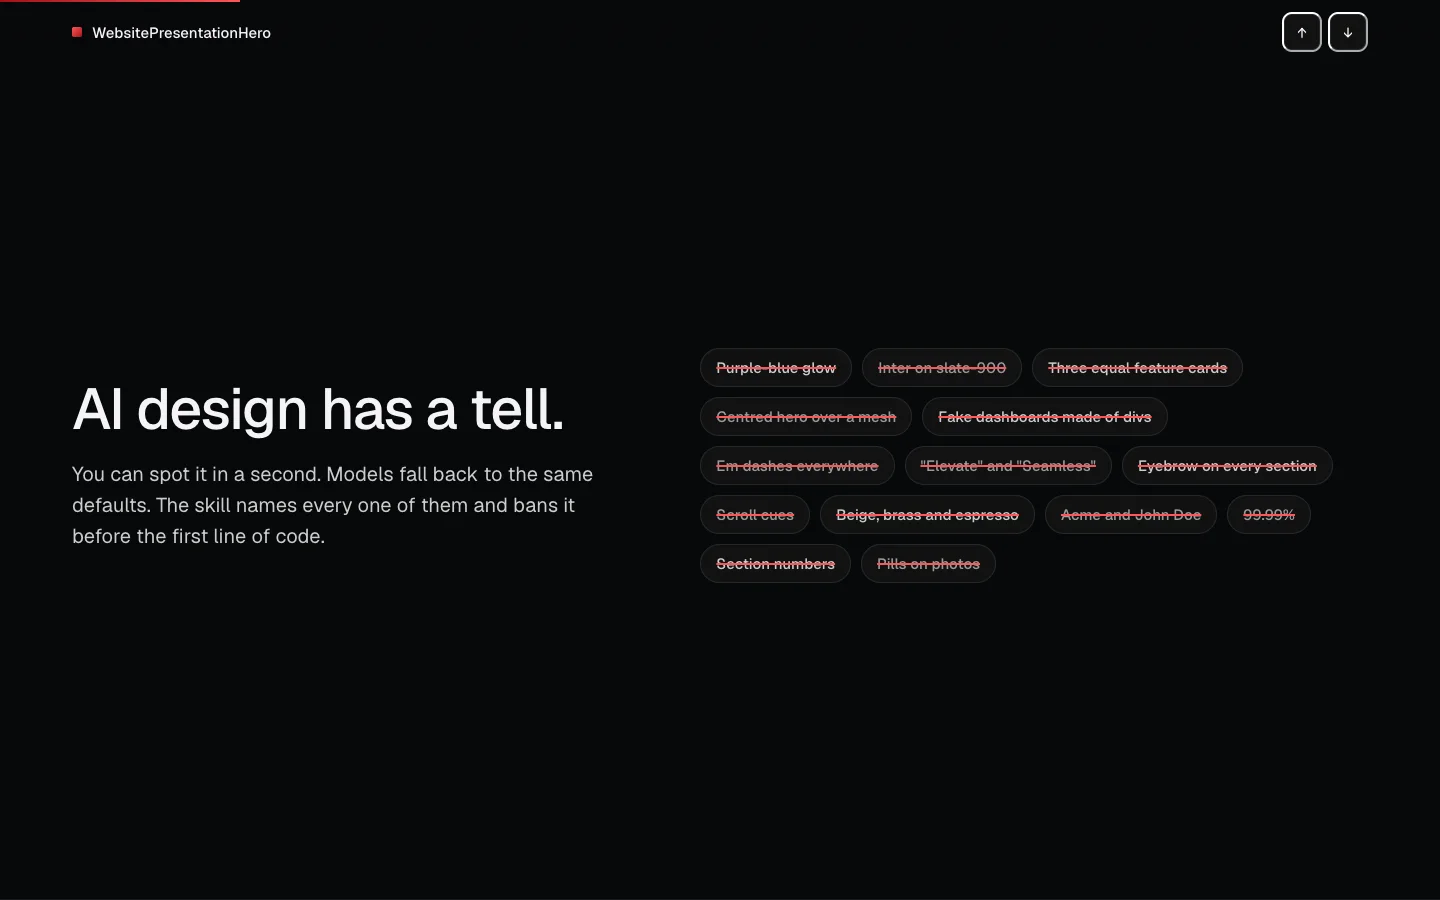 WebsitePresentationHero
↑ ↓
AI design has a tell.
You can spot it in a second. Models fall back to the same
defaults. The skill names every one of them and bans it
before the first line of code.
Purple-blue glow Inter on slate-900 Three equal feature cards
Centred hero over a mesh Fake dashboards made of divs
Em dashes everywhere "Elevate" and "Seamless" Eyebrow on every section
Scroll cues Beige, brass and espresso Acme and John Doe 99.99%
Section numbers Pills on photos